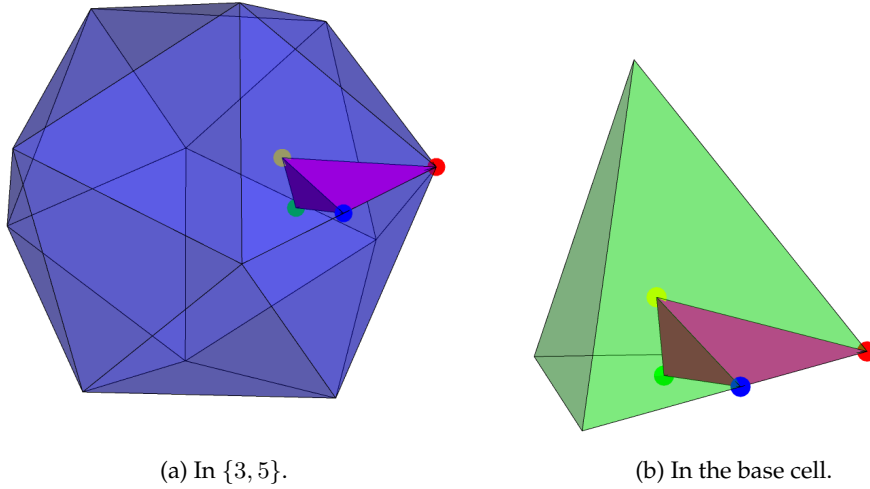 (a) In {3, 5}.
(b) In the base cell.